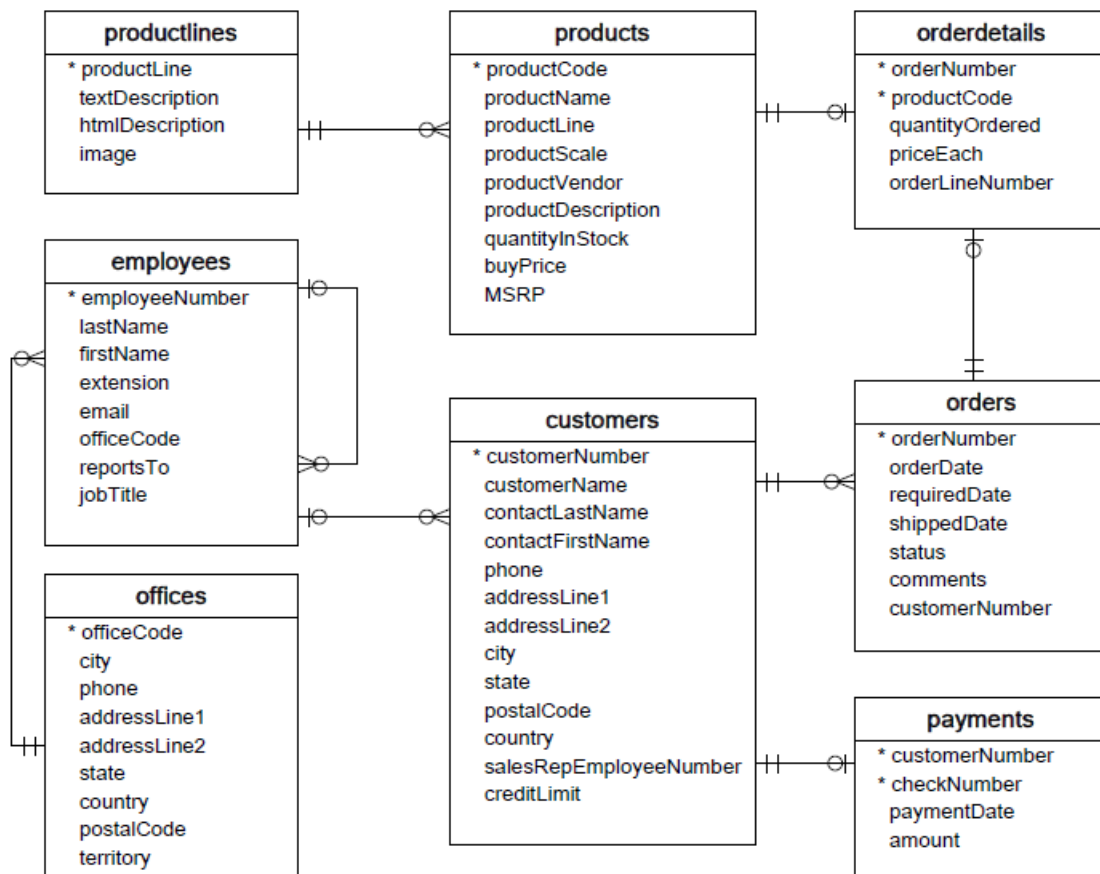 productlines
* productLine
textDescription
htmlDescription
image
products
* productCode
productName
productLine
productScale
productVendor
productDescription
quantityInStock
buyPrice
MSRP
orderdetails
* orderNumber
* productCode
quantityOrdered
priceEach
orderLineNumber
employees
* employeeNumber
lastName
firstName
extension
email
officeCode
reportsTo
jobTitle
customers
* customerNumber
customerName
contactLastName
contactFirstName
phone
addressLine1
addressLine2
city
state
postalCode
country
salesRepEmployeeNumber
creditLimit
orders
* orderNumber
orderDate
requiredDate
shippedDate
status
comments
customerNumber
offices
* officeCode
city
phone
addressLine1
addressLine2
state
country
postalCode
territory
payments
* customerNumber
* checkNumber
paymentDate
amount